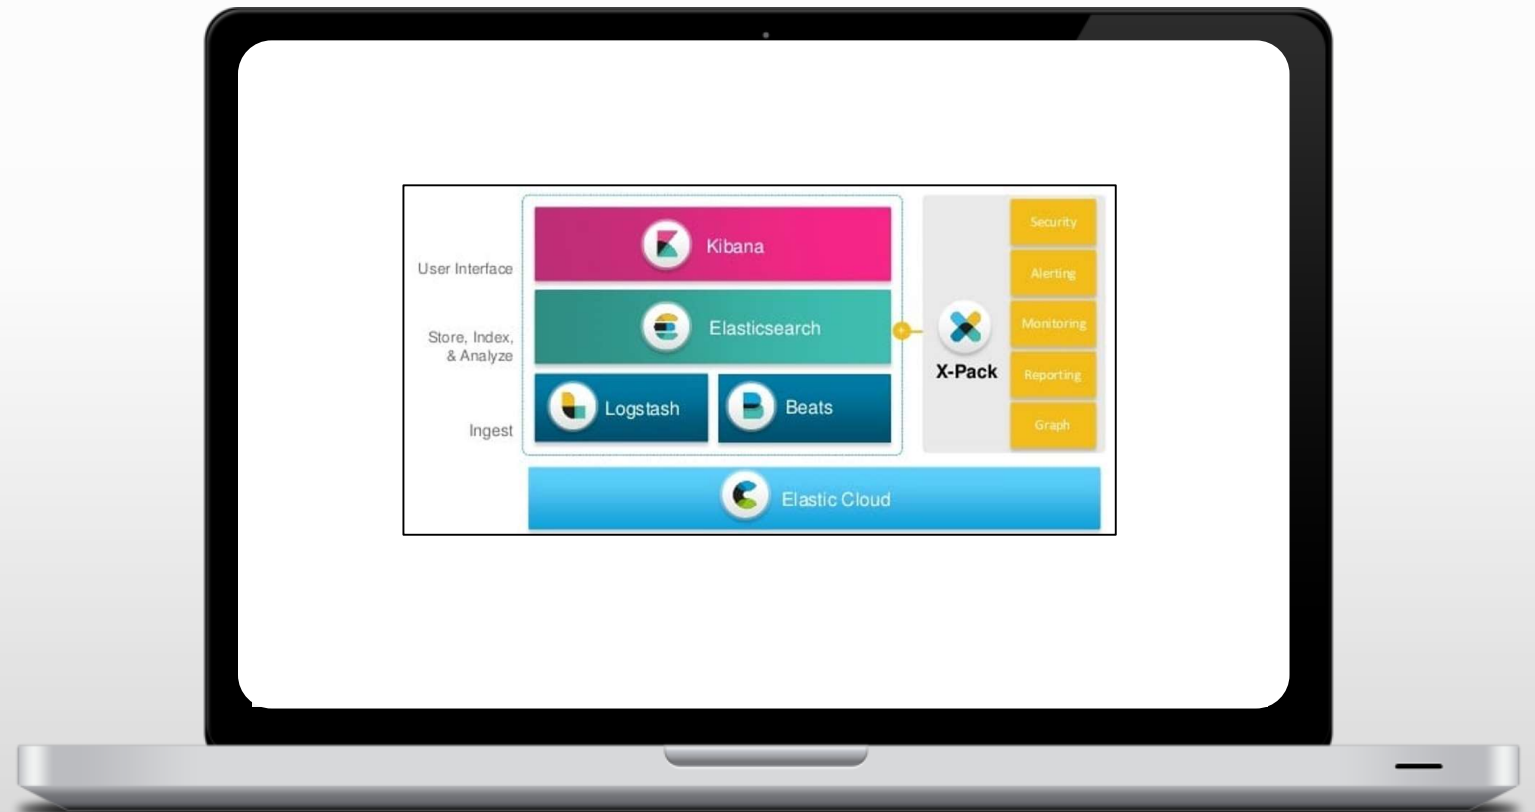 User Interface
Kibana
Store, Index,
& Analyze
Elasticsearch
Ingest
Logstash
Beats
X-Pack
Security
Alerting
Monitoring
Reporting
Graph
Elastic Cloud